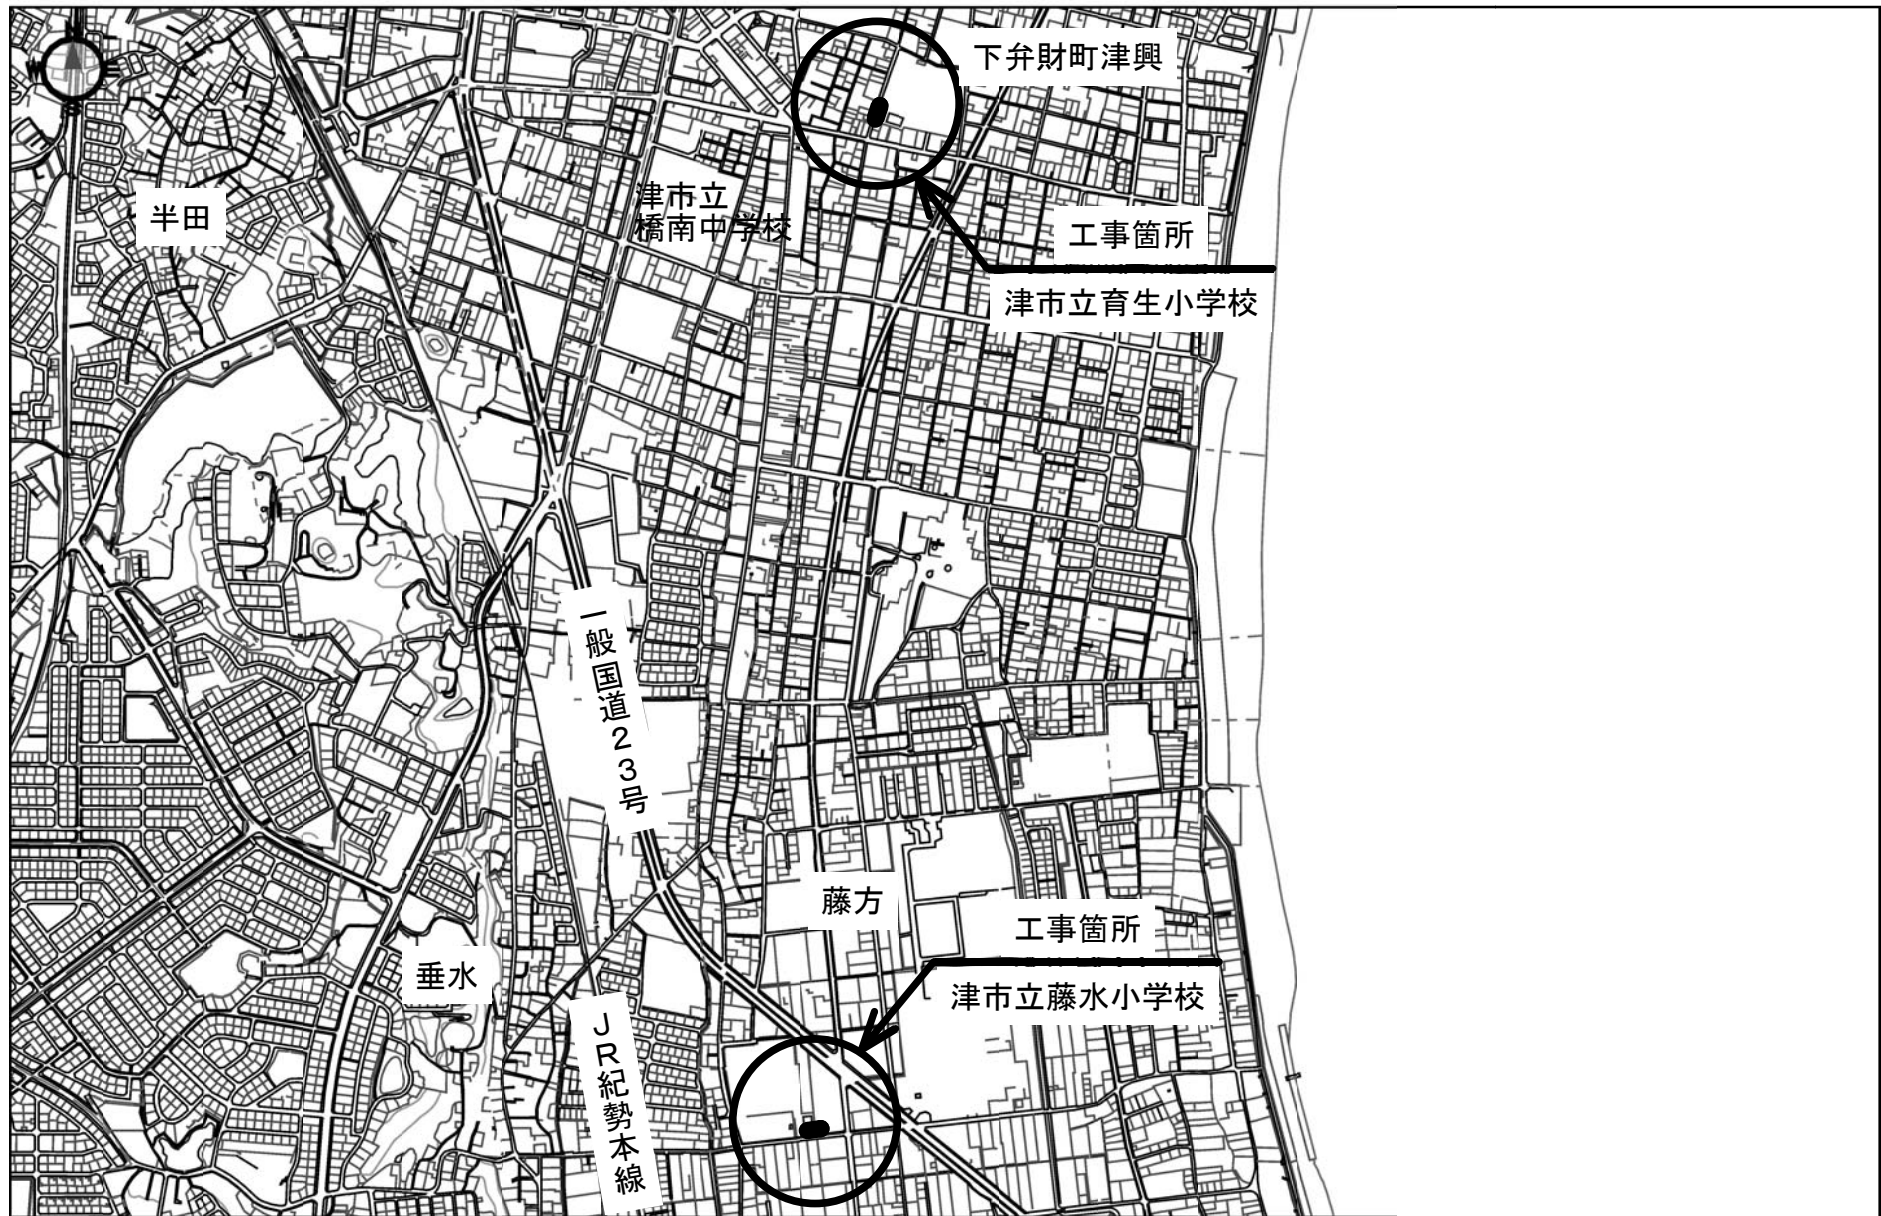 下弁財町津興
半田
津市立
橋南中学校
工事箇所
津市立育生小学校
一般国道23号
藤方
工事箇所
垂水
津市立藤水小学校
JR紀勢本線